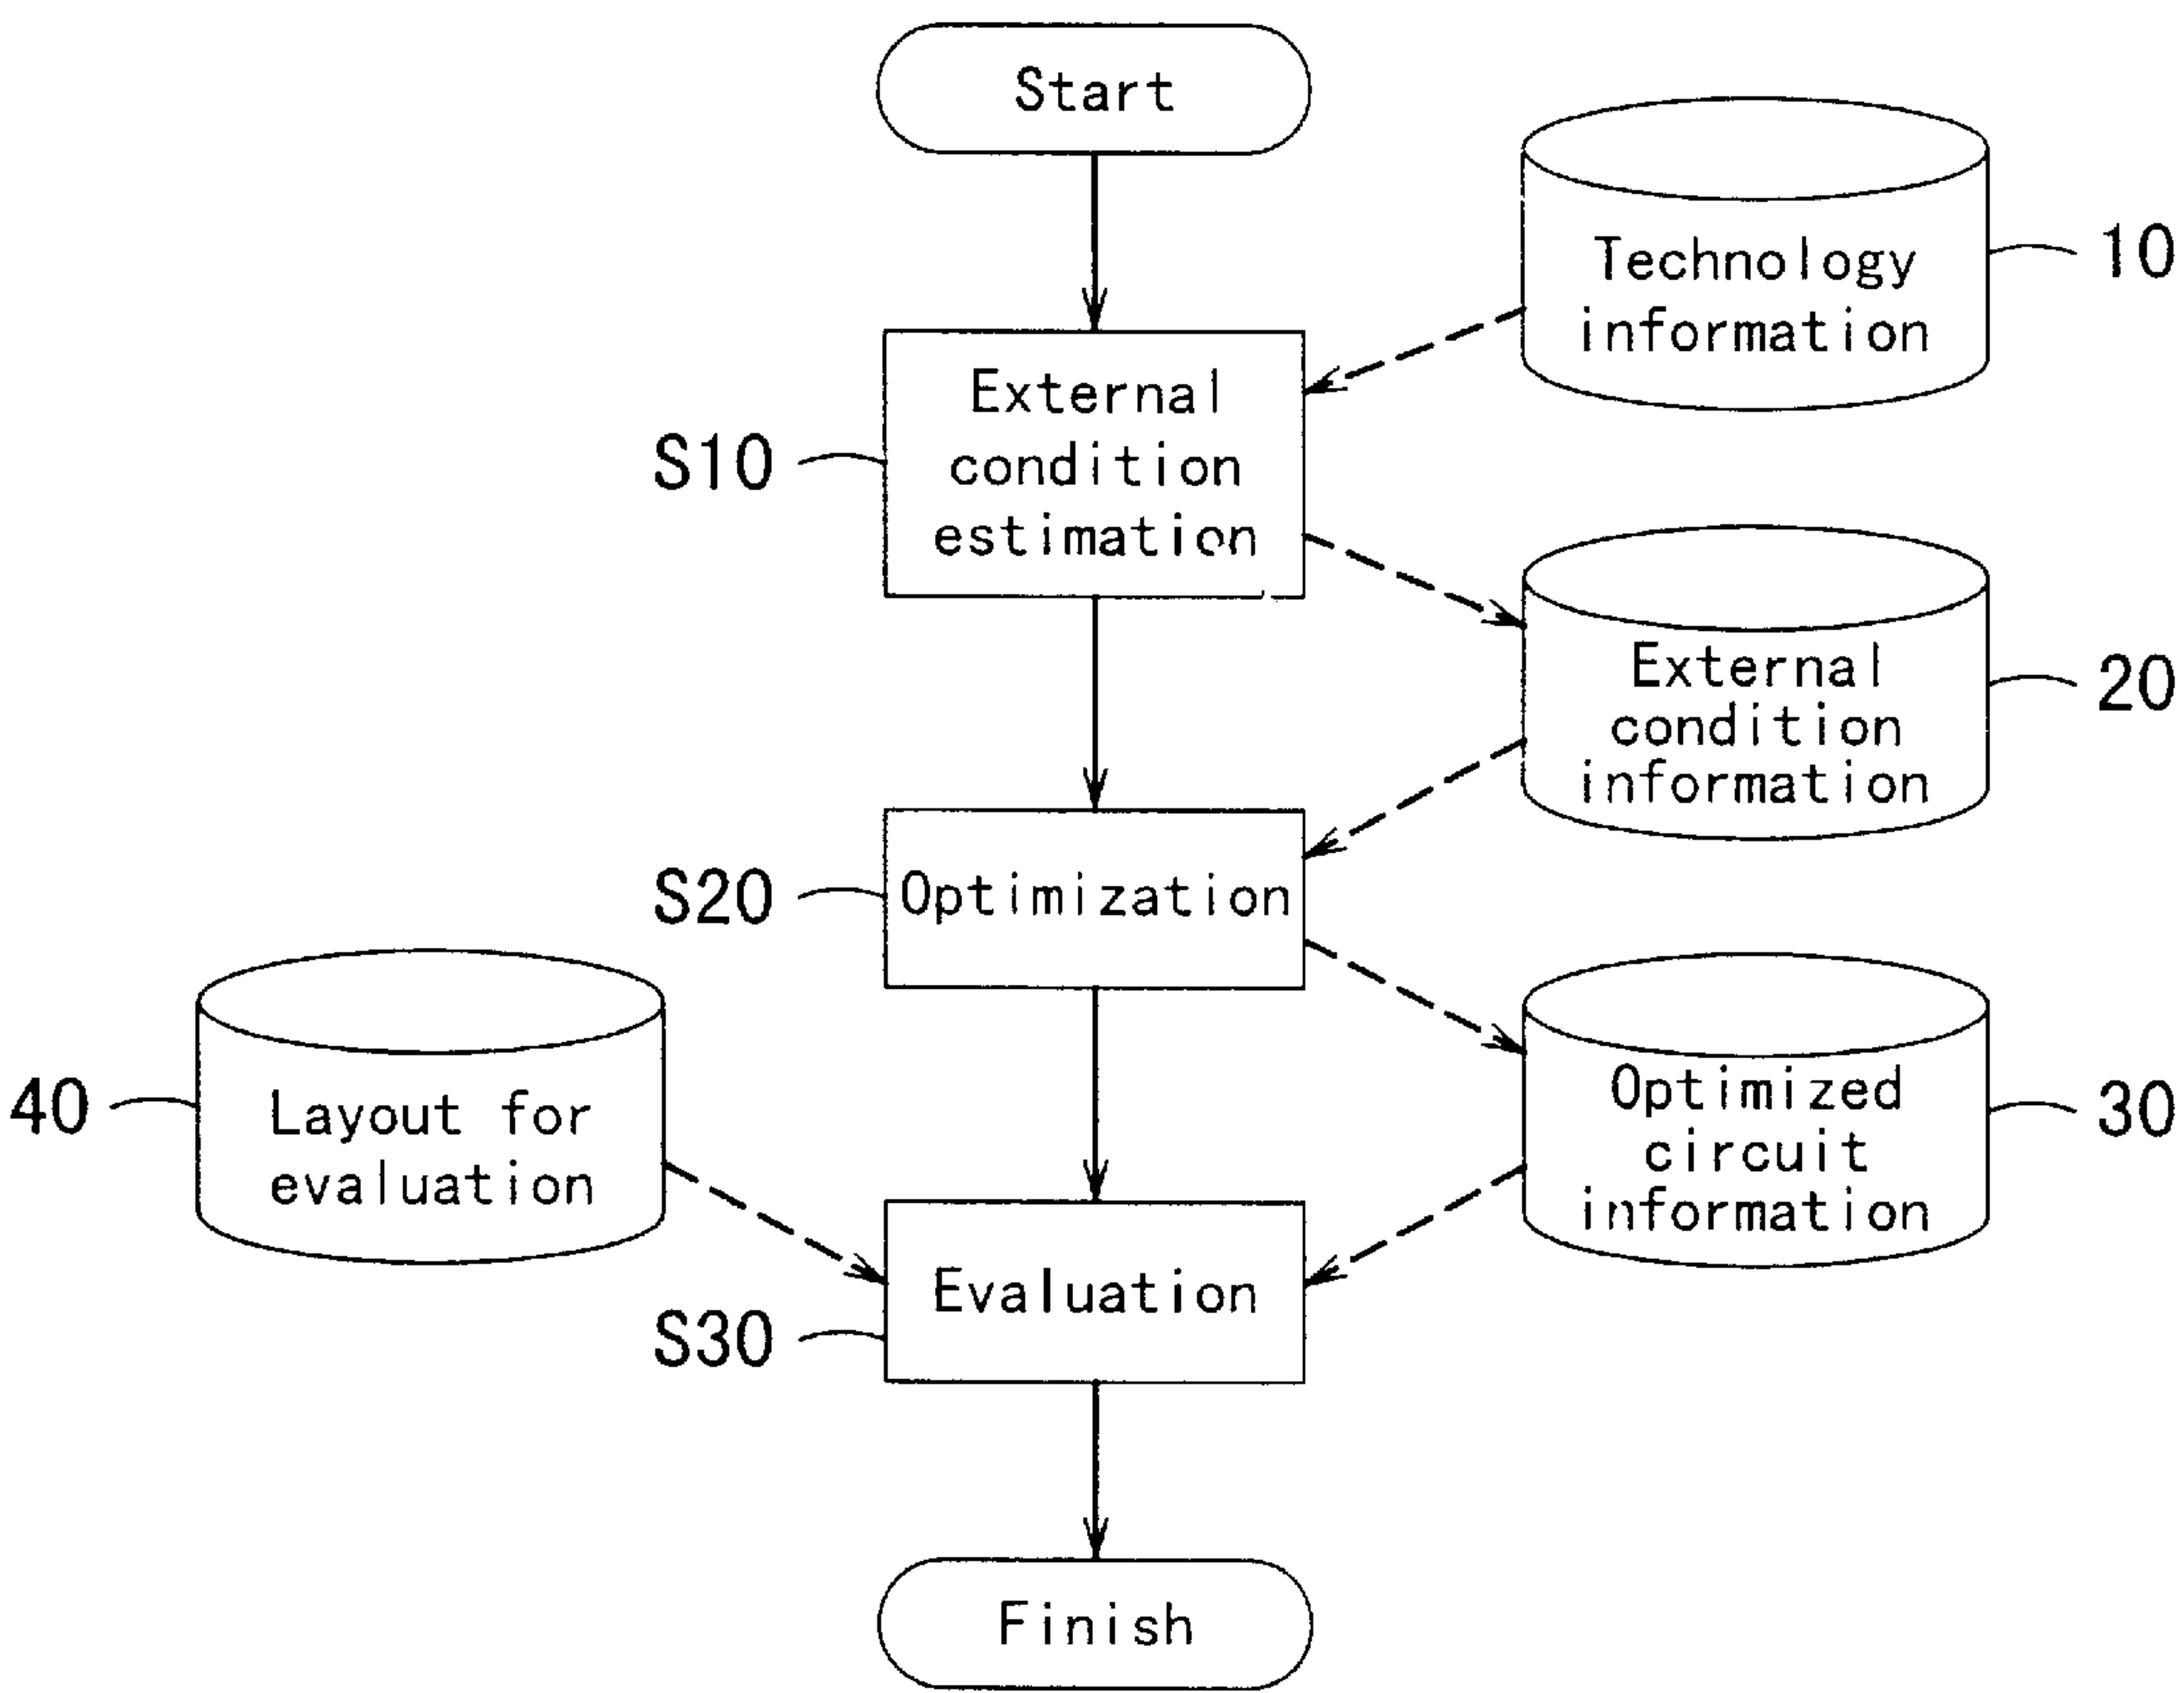 Start
Technology
information
10
External
condition
estimation
S10
External
condition
information
20
Optimization
S20
Layout for
evaluation
40
Optimized
circuit
information
30
Evaluation
S30
Finish